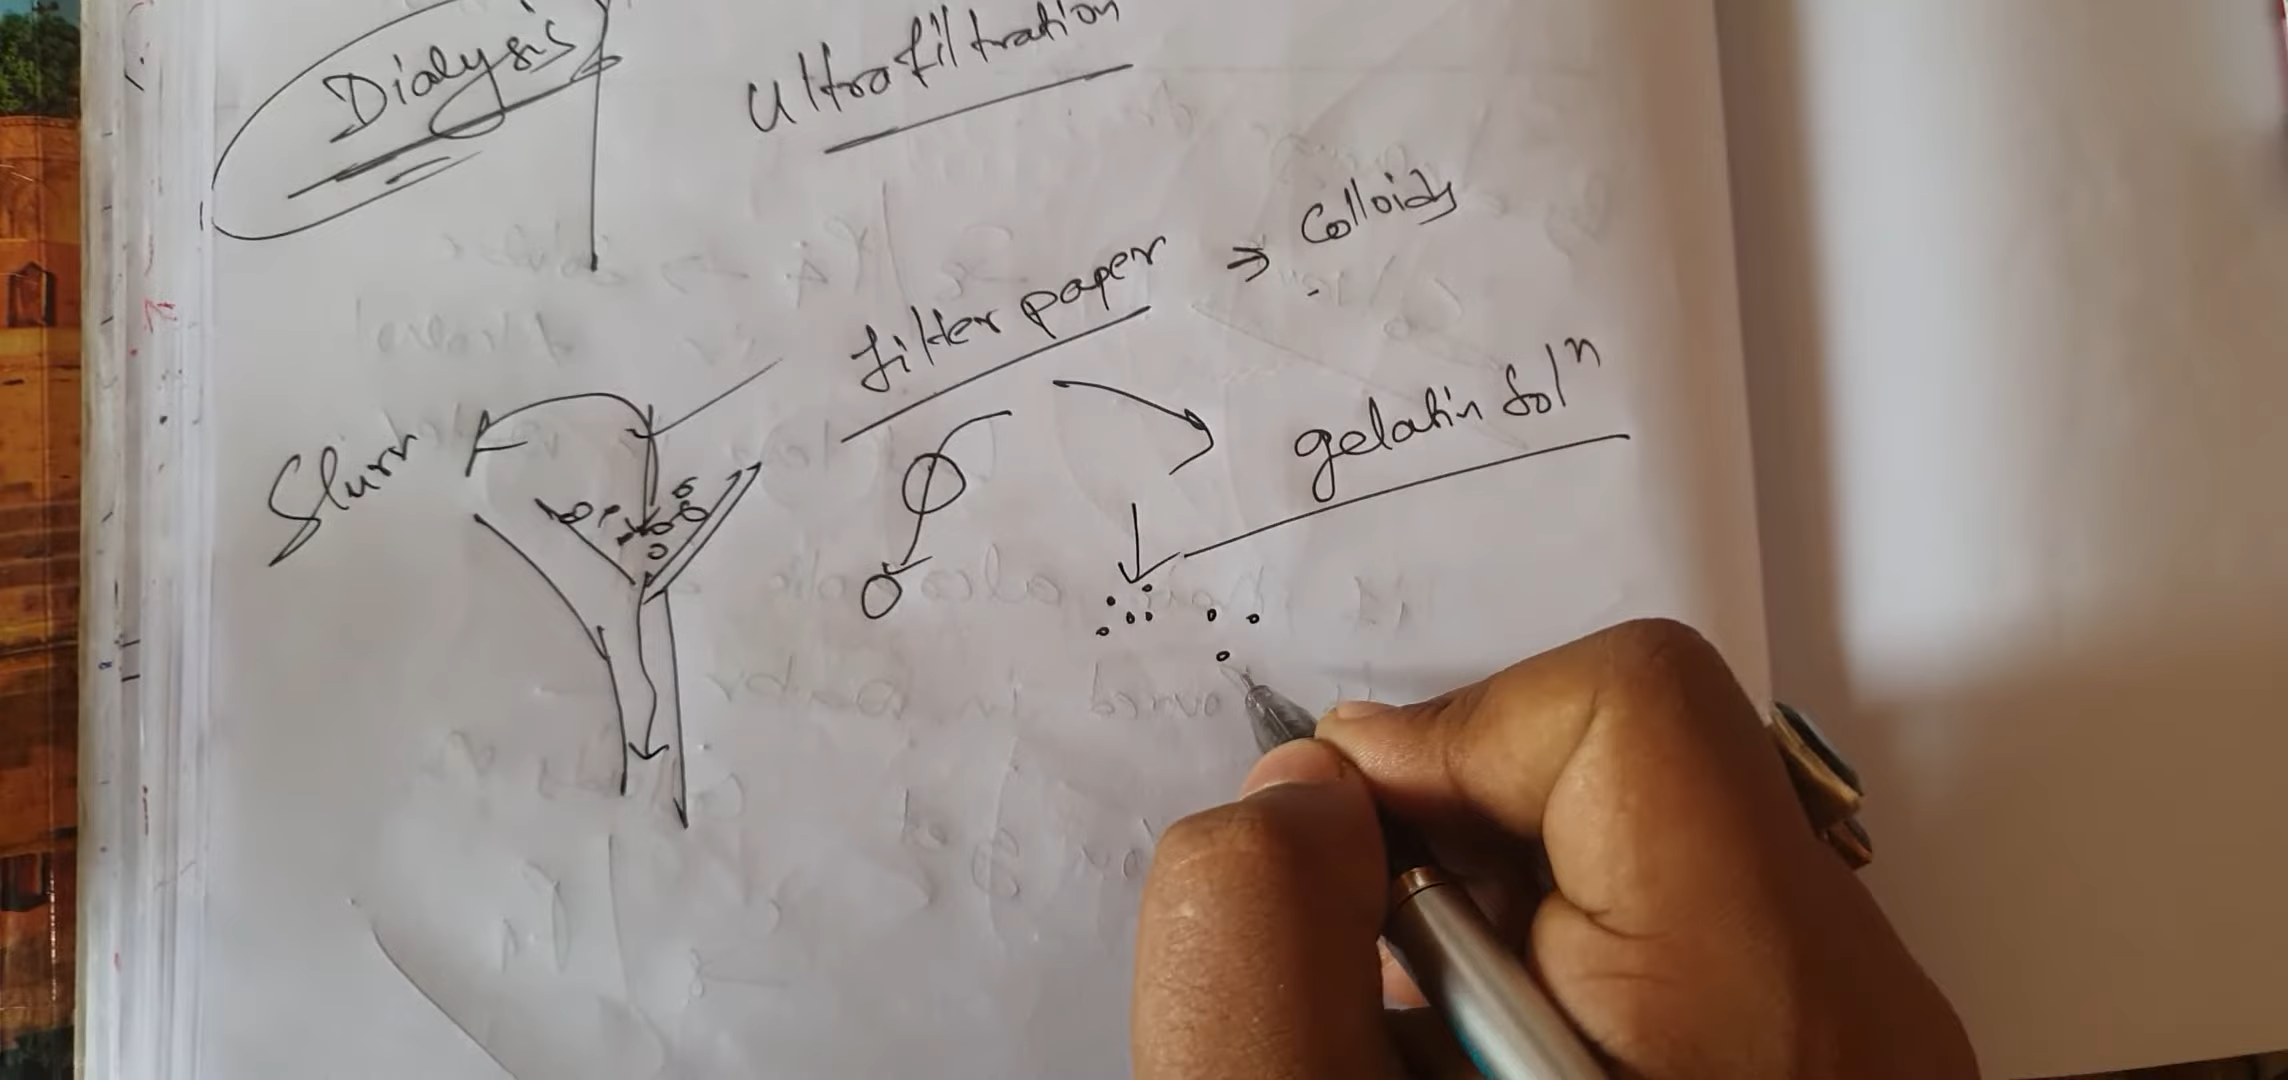 Dialysis
Ultrafiltration
filter paper → Colloids
Slurr
gelatin Solⁿ